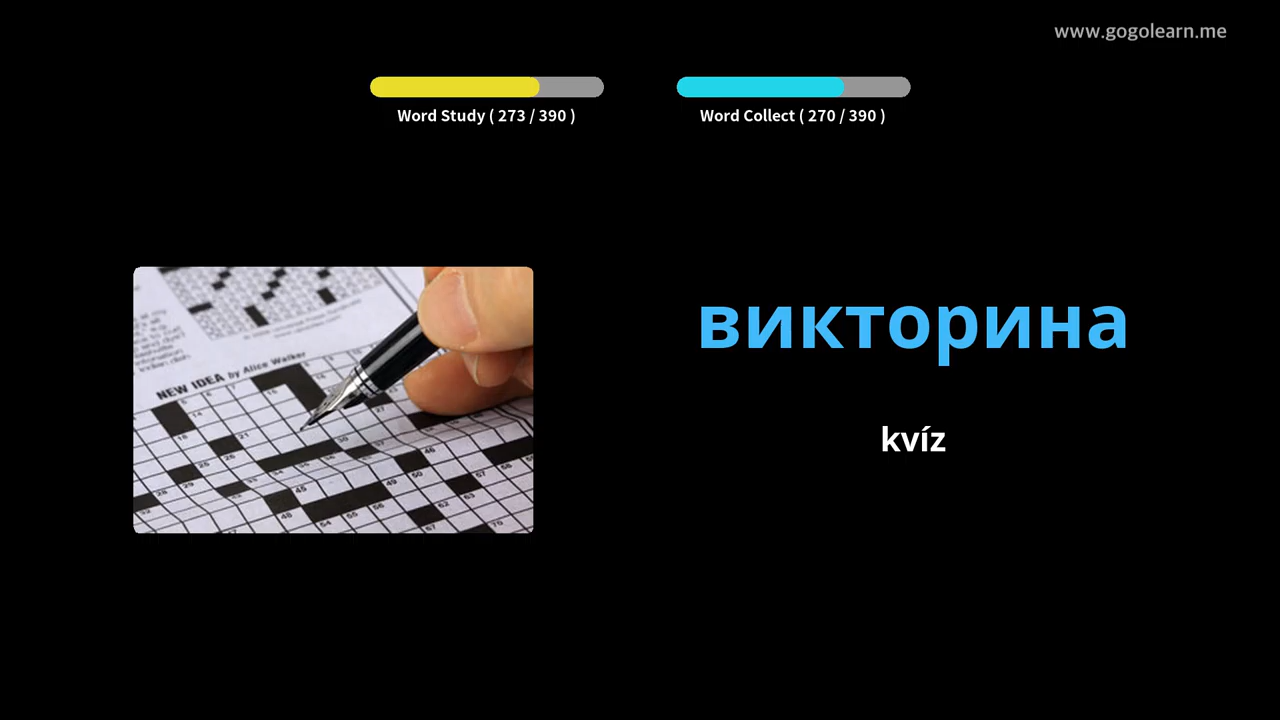 www.gogolearn.me
Word Study ( 273 / 390 )
Word Collect ( 270 / 390 )
NEW IDEA by Alice Walker
викторина
kvíz